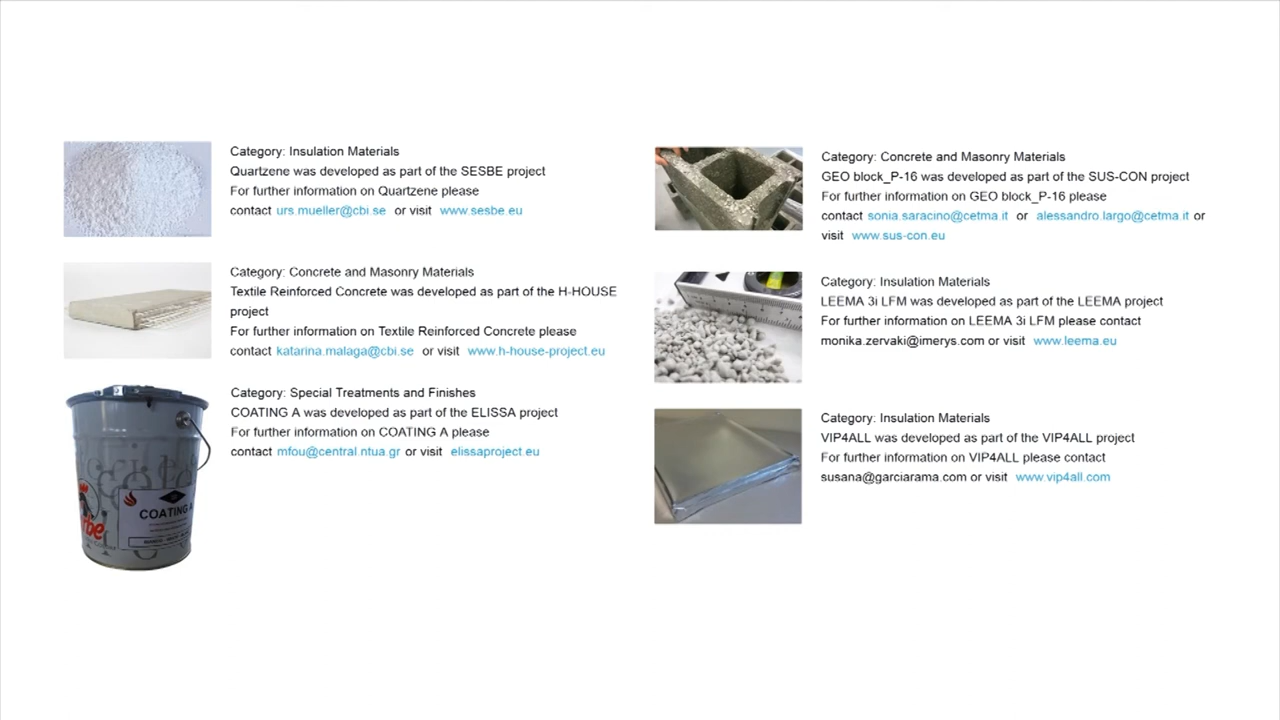 Category: Insulation Materials
Quartzene was developed as part of the SESBE project
For further information on Quartzene please
contact urs.mueller@cbi.se or visit www.sesbe.eu
Category: Concrete and Masonry Materials
Textile Reinforced Concrete was developed as part of the H-HOUSE
project
For further information on Textile Reinforced Concrete please
contact katarina.malaga@cbi.se or visit www.h-house-project.eu
Category: Special Treatments and Finishes
COATING A was developed as part of the ELISSA project
For further information on COATING A please
contact mfou@central.ntua.gr or visit elissaproject.eu
COATING A
Category: Concrete and Masonry Materials
GEO block_P-16 was developed as part of the SUS-CON project
For further information on GEO block_P-16 please
contact sonia.saracino@cetma.it or alessandro.largo@cetma.it or
visit www.sus-con.eu
Category: Insulation Materials
LEEMA 3i LFM was developed as part of the LEEMA project
For further information on LEEMA 3i LFM please contact
monika.zervaki@imerys.com or visit www.leema.eu
Category: Insulation Materials
VIP4ALL was developed as part of the VIP4ALL project
For further information on VIP4ALL please contact
susana@garciarama.com or visit www.vip4all.com